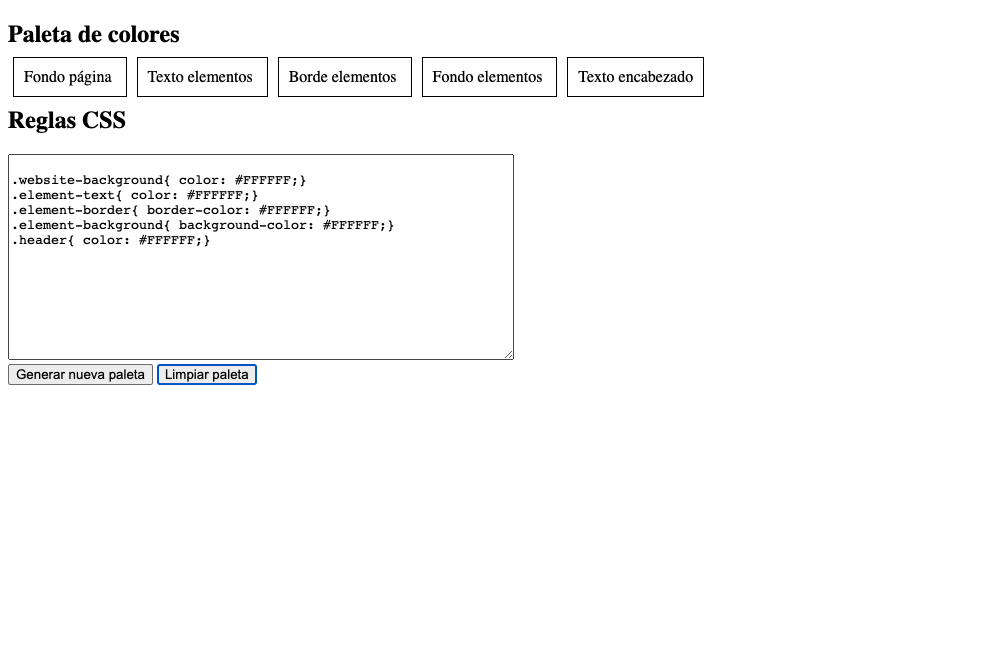 Paleta de colores
Fondo página Texto elementos Borde elementos Fondo elementos Texto encabezado
Reglas CSS
.website-background{ color: #FFFFFF;}
.element-text{ color: #FFFFFF;}
.element-border{ border-color: #FFFFFF;}
.element-background{ background-color: #FFFFFF;}
.header{ color: #FFFFFF;}
Generar nueva paleta Limpiar paleta